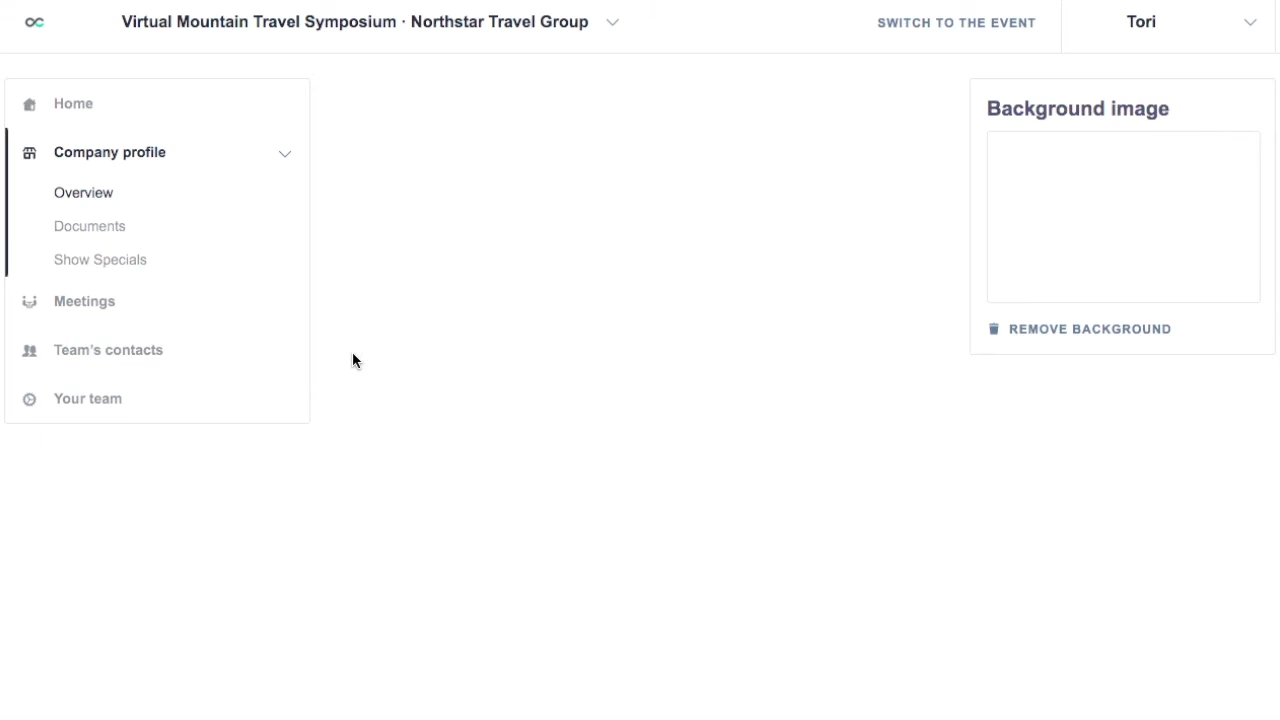 Virtual Mountain Travel Symposium · Northstar Travel Group
SWITCH TO THE EVENT
Tori
Home
Company profile
Overview
Documents
Show Specials
Meetings
Team's contacts
Your team
Background image
REMOVE BACKGROUND